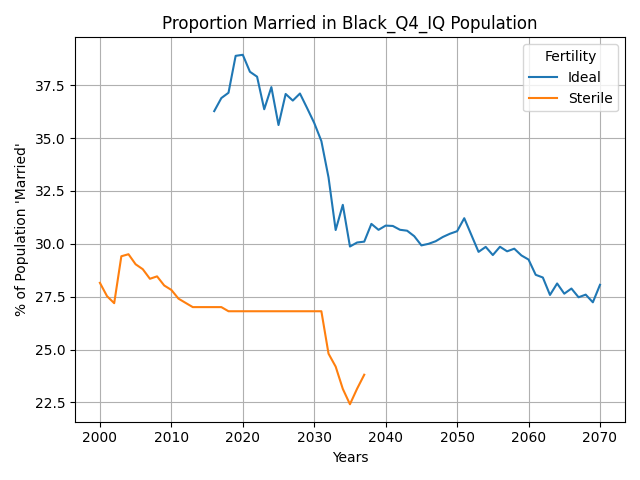 Proportion Married in Black_Q4_IQ Population
% of Population 'Married'
37.5
35.0
32.5
30.0
27.5
25.0
22.5
Fertility
Ideal
Sterile
2000 2010 2020 2030 2040 2050 2060 2070
Years